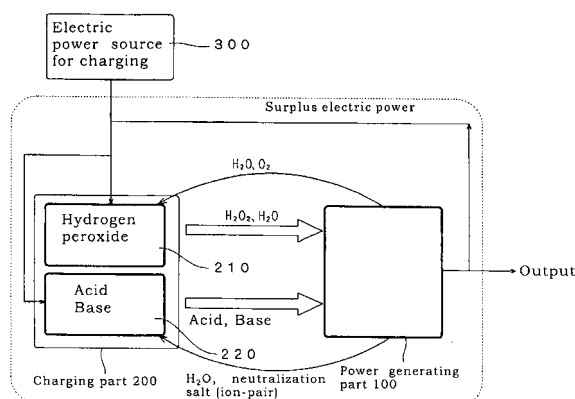 Electric
power source
for charging
300
Surplus electric power
H₂O, O₂
Hydrogen
peroxide
H₂O₂, H₂O
210
Output
Acid
Base
Acid, Base
220
Charging part 200
H₂O, neutralization
salt (ion-pair)
Power generating
part 100